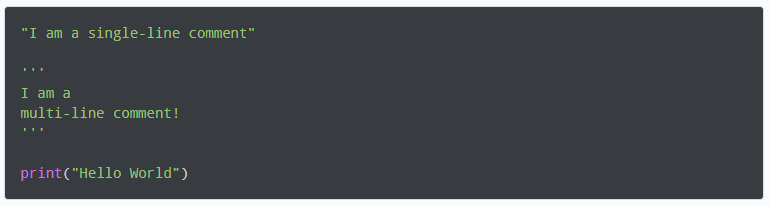 "I am a single-line comment"
'''
I am a
multi-line comment!
'''
print("Hello World")